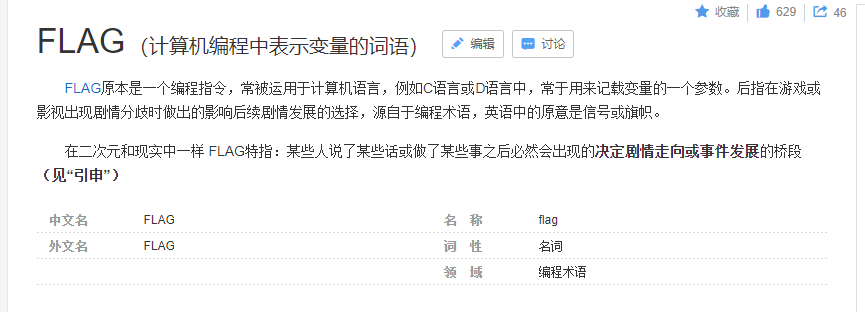 收藏 629 46
FLAG（计算机编程中表示变量的词语） 编辑 讨论
FLAG原本是一个编程指令，常被运用于计算机语言，例如C语言或D语言中，常于用来记载变量的一个参数。后指在游戏或
影视出现剧情分歧时做出的影响后续剧情发展的选择，源自于编程术语，英语中的原意是信号或旗帜。
在二次元和现实中一样 FLAG特指：某些人说了某些话或做了某些事之后必然会出现的决定剧情走向或事件发展的桥段
（见“引申”）
中文名 FLAG 名 称 flag
外文名 FLAG 词 性 名词
领 域 编程术语